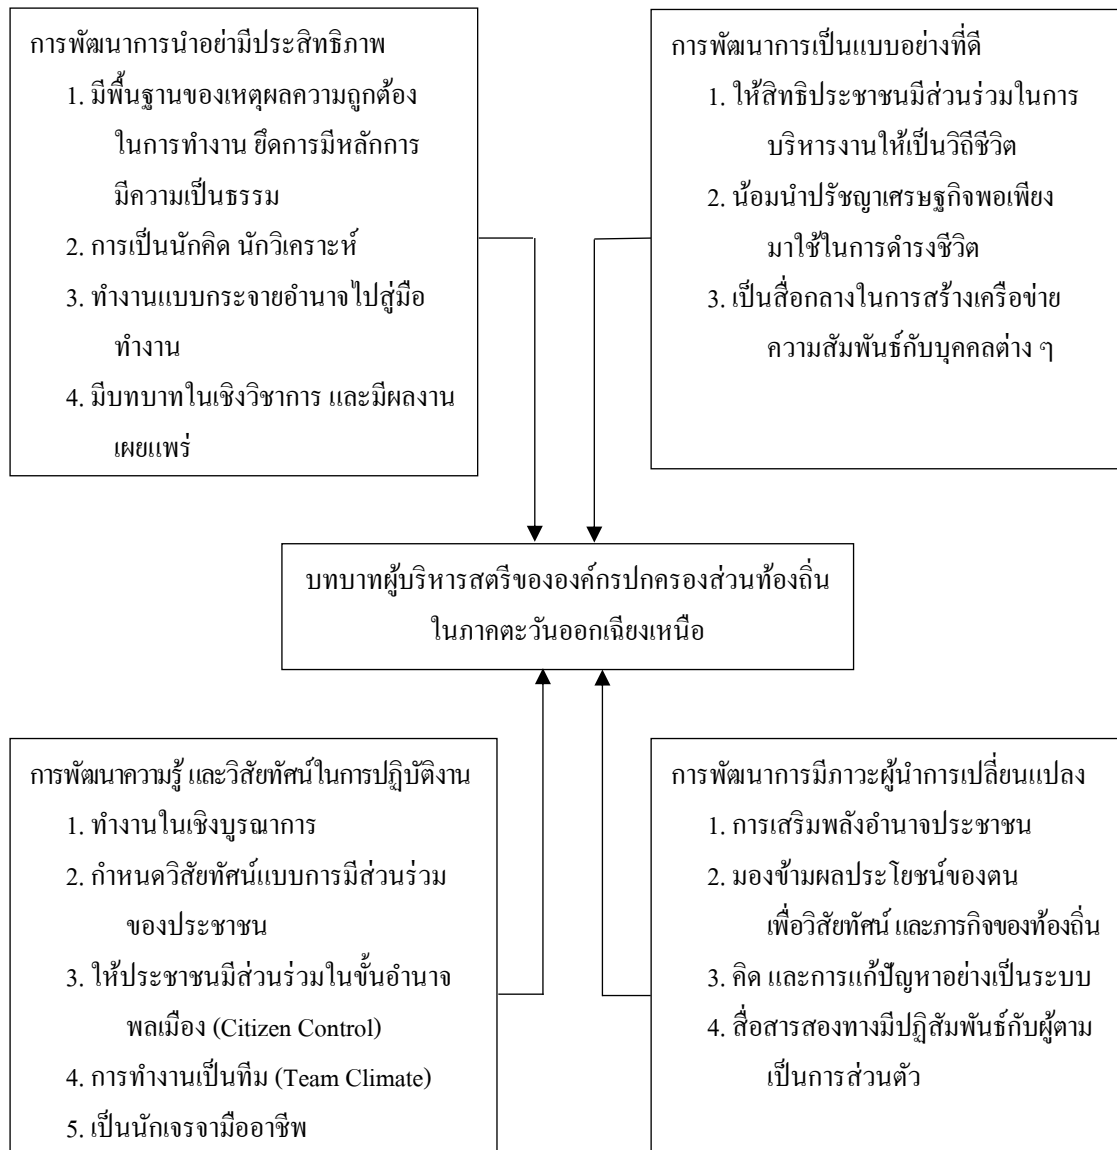 การพัฒนาการนำอย่ามีประสิทธิภาพ
1. มีพื้นฐานของเหตุผลความถูกต้อง
ในการทำงาน ยึดการมีหลักการ
มีความเป็นธรรม
2. การเป็นนักคิด นักวิเคราะห์
3. ทำงานแบบกระจายอำนาจไปสู่มือ
ทำงาน
4. มีบทบาทในเชิงวิชาการ และมีผลงาน
เผยแพร่
การพัฒนาการเป็นแบบอย่างที่ดี
1. ให้สิทธิประชาชนมีส่วนร่วมในการ
บริหารงานให้เป็นวิถีชีวิต
2. น้อมนำปรัชญาเศรษฐกิจพอเพียง
มาใช้ในการดำรงชีวิต
3. เป็นสื่อกลางในการสร้างเครือข่าย
ความสัมพันธ์กับบุคคลต่าง ๆ
บทบาทผู้บริหารสตรีขององค์กรปกครองส่วนท้องถิ่น
ในภาคตะวันออกเฉียงเหนือ
การพัฒนาความรู้ และวิสัยทัศน์ในการปฏิบัติงาน
1. ทำงานในเชิงบูรณาการ
2. กำหนดวิสัยทัศน์แบบการมีส่วนร่วม
ของประชาชน
3. ให้ประชาชนมีส่วนร่วมในขั้นอำนาจ
พลเมือง (Citizen Control)
4. การทำงานเป็นทีม (Team Climate)
5. เป็นนักเจรจามืออาชีพ
การพัฒนาการมีภาวะผู้นำการเปลี่ยนแปลง
1. การเสริมพลังอำนาจประชาชน
2. มองข้ามผลประโยชน์ของตน
เพื่อวิสัยทัศน์ และภารกิจของท้องถิ่น
3. คิด และการแก้ปัญหาอย่างเป็นระบบ
4. สื่อสารสองทางมีปฏิสัมพันธ์กับผู้ตาม
เป็นการส่วนตัว